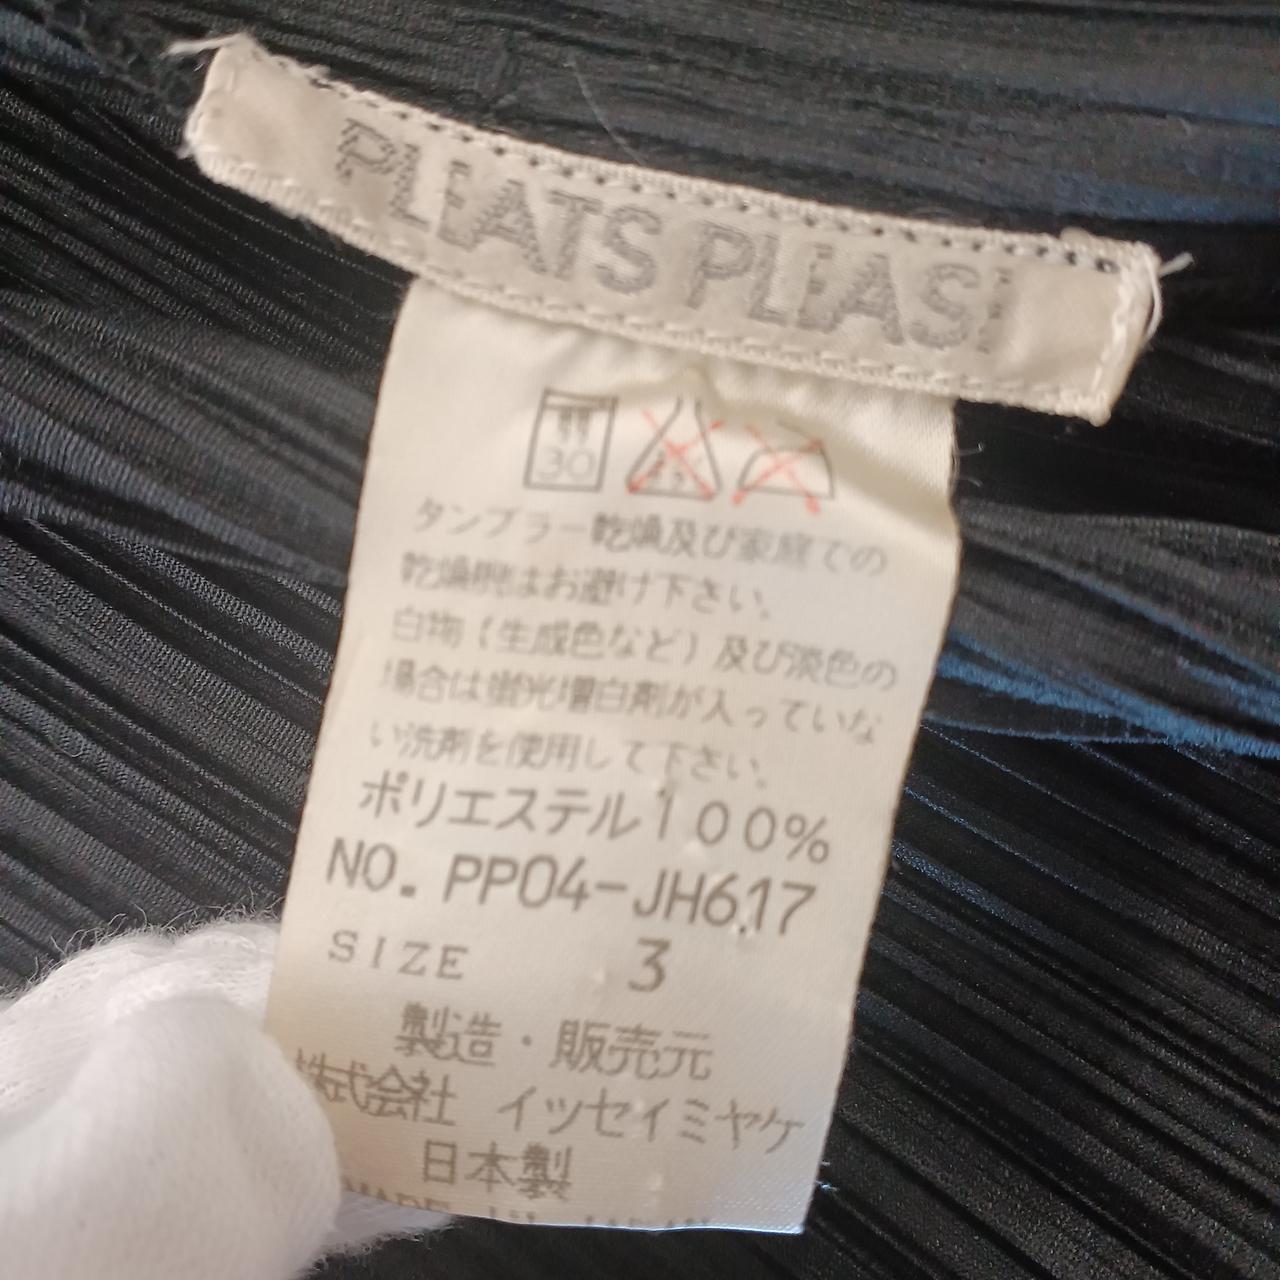 PLEATS PLEASE
30
タンブラー乾燥及び家庭での
乾燥機はお避け下さい。
白物(生成色など)及び淡色の
場合は蛍光増白剤が入っていな
い洗剤を使用して下さい。
ポリエステル100%
NO. PP04-JH617
SIZE 3
製造・販売元
株式会社 イッセイミヤケ
日本製
MADE IN JAPAN